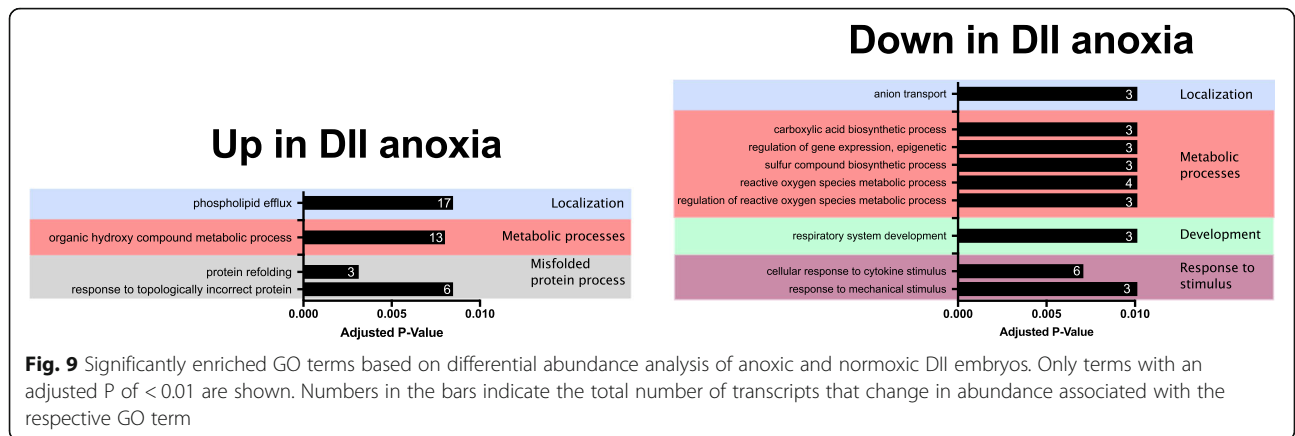 Up in DII anoxia
phospholipid efflux 17 Localization
organic hydroxy compound metabolic process 13 Metabolic processes
Misfolded
protein process
protein refolding 3
response to topologically incorrect protein 6
0.000 0.005 0.010
Adjusted P-Value
Down in DII anoxia
anion transport 3 Localization
carboxylic acid biosynthetic process 3
regulation of gene expression, epigenetic 3
sulfur compound biosynthetic process 3
reactive oxygen species metabolic process 4
regulation of reactive oxygen species metabolic process 3
Metabolic
processes
respiratory system development 3 Development
cellular response to cytokine stimulus 6
response to mechanical stimulus 3
Response to
stimulus
0.000 0.005 0.010
Adjusted P-Value
Fig. 9 Significantly enriched GO terms based on differential abundance analysis of anoxic and normoxic DII embryos. Only terms with an
adjusted P of < 0.01 are shown. Numbers in the bars indicate the total number of transcripts that change in abundance associated with the
respective GO term